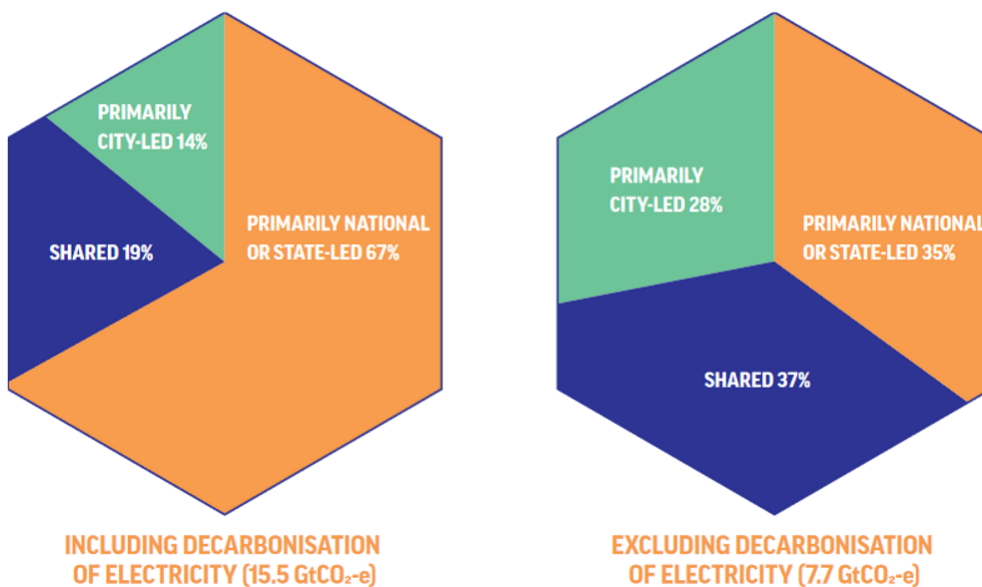 PRIMARILY
CITY-LED 14%
SHARED 19%
PRIMARILY NATIONAL
OR STATE-LED 67%
INCLUDING DECARBONISATION
OF ELECTRICITY (15.5 GtCO₂-e)
PRIMARILY
CITY-LED 28%
PRIMARILY NATIONAL
OR STATE-LED 35%
SHARED 37%
EXCLUDING DECARBONISATION
OF ELECTRICITY (7.7 GtCO₂-e)